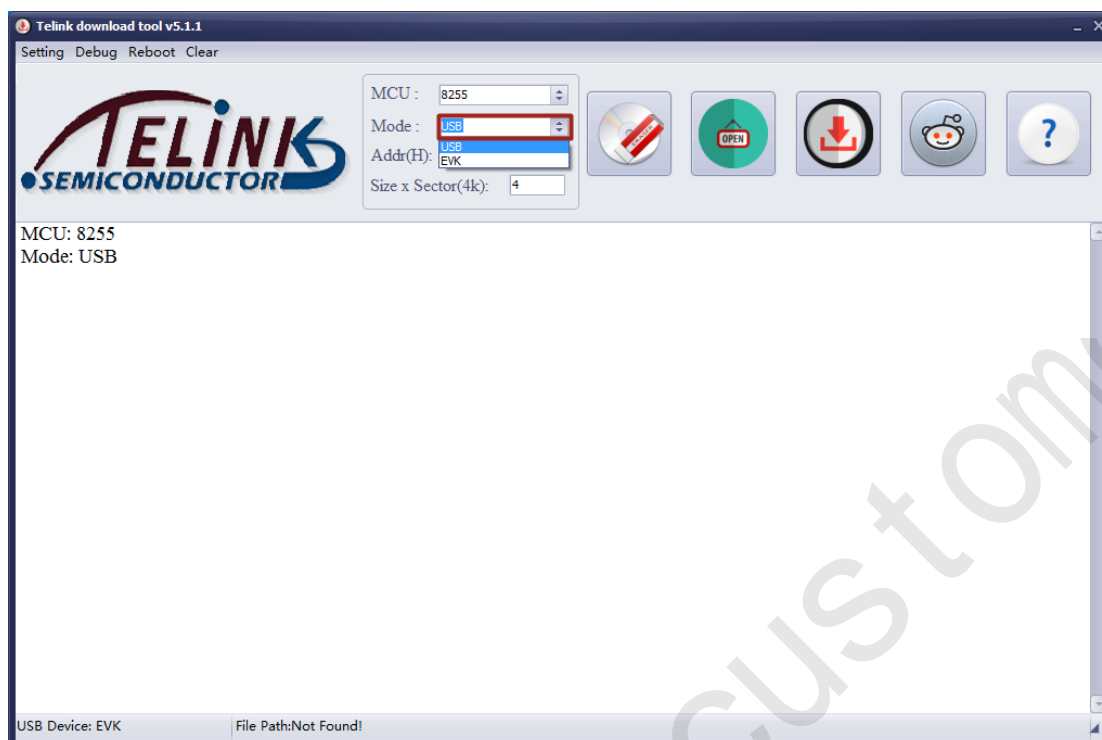 Telink download tool v5.1.1
Setting Debug Reboot Clear
TELINK
SEMICONDUCTOR
MCU : 8255
Mode : USB
USB
EVK
Addr(H):
Size x Sector(4k): 4
OPEN
?
MCU: 8255
Mode: USB
custom
USB Device: EVK File Path:Not Found!